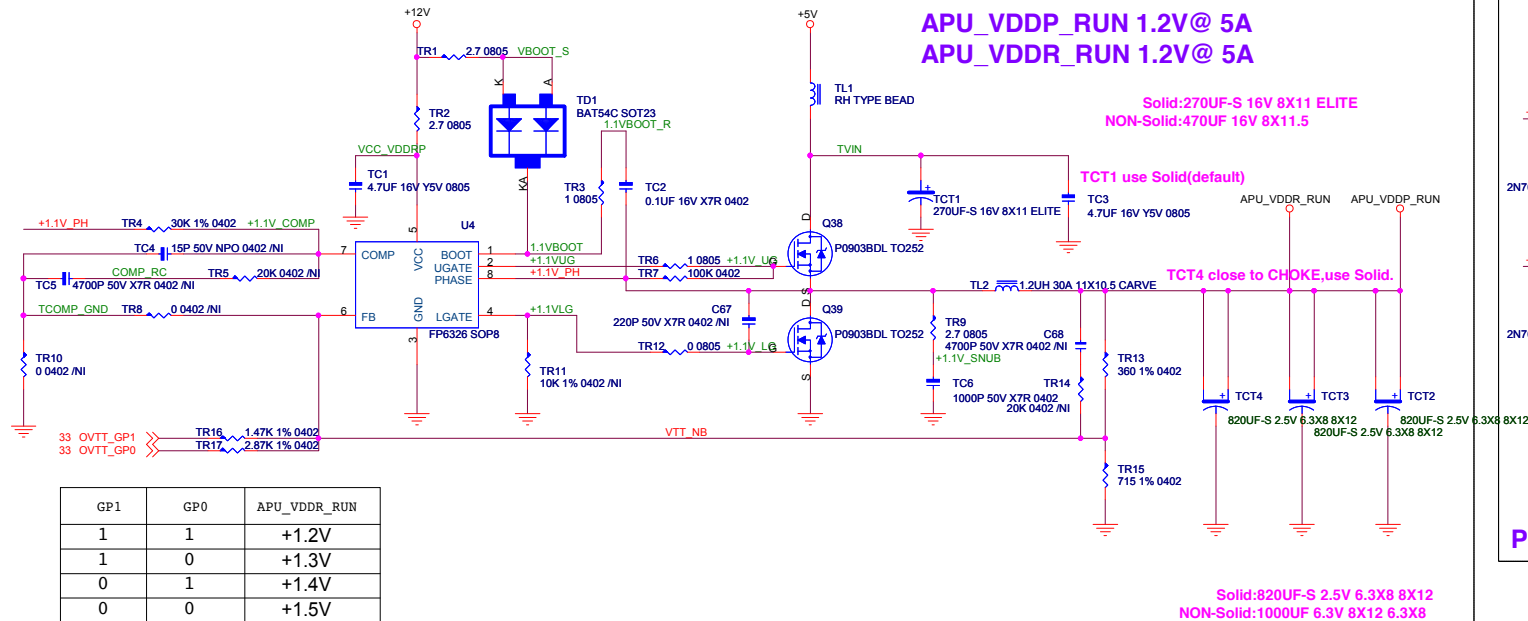 +12V
+5V
APU_VDDP_RUN 1.2V@ 5A
APU_VDDR_RUN 1.2V@ 5A
TR1 2.7 0805 VBOOT_S
K
A
TL1
RH TYPE BEAD
TR2
2.7 0805
TD1
BAT54C SOT23
1.1VBOOT_R
Solid:270UF-S 16V 8X11 ELITE
NON-Solid:470UF 16V 8X11.5
VCC_VDDRP
TVIN
TC1
4.7UF 16V Y5V 0805
KA
TR3
1 0805
TC2
0.1UF 16V X7R 0402
TCT1 use Solid(default)
TCT1
270UF-S 16V 8X11 ELITE
TC3
4.7UF 16V Y5V 0805
APU_VDDR_RUN
APU_VDDP_RUN
2N7
+1.1V_PH TR4 30K 1% 0402 +1.1V_COMP
U4
D
Q38
P0903BDL TO252
G
S
TC4 15P 50V NPO 0402 /NI
COMP_RC TR5 20K 0402 /NI
TC5 4700P 50V X7R 0402 /NI
7 COMP
5
VCC
BOOT 1 1.1VBOOT
UGATE 2 +1.1VUG
PHASE 8 +1.1V_PH
TR6 1 0805 +1.1V_UG
TR7 100K 0402
TCT4 close to CHOKE,use Solid.
TL2 1.2UH 30A 11X10.5 CARVE
TCOMP_GND TR8 0 0402 /NI
6 FB
GND
3
LGATE 4 +1.1VLG
FP6326 SOP8
C67
220P 50V X7R 0402 /NI
D
Q39
P0903BDL TO252
G
S
TR12 0 0805 +1.1V_LG
TR9
2.7 0805
C68
4700P 50V X7R 0402 /NI
+1.1V_SNUB
TR13
360 1% 0402
2N7
TR10
0 0402 /NI
TR11
10K 1% 0402 /NI
TC6
1000P 50V X7R 0402
TR14
20K 0402 /NI
TCT4
820UF-S 2.5V 6.3X8 8X12
TCT3
820UF-S 2.5V 6.3X8 8X12
TCT2
820UF-S 2.5V 6.3X8 8X12
33 OVTT_GP1 TR16 1.47K 1% 0402
33 OVTT_GP0 TR17 2.87K 1% 0402
VTT_NB
TR15
715 1% 0402
GP1 GP0 APU_VDDR_RUN
1 1 +1.2V
1 0 +1.3V
0 1 +1.4V
0 0 +1.5V
P
Solid:820UF-S 2.5V 6.3X8 8X12
NON-Solid:1000UF 6.3V 8X12 6.3X8